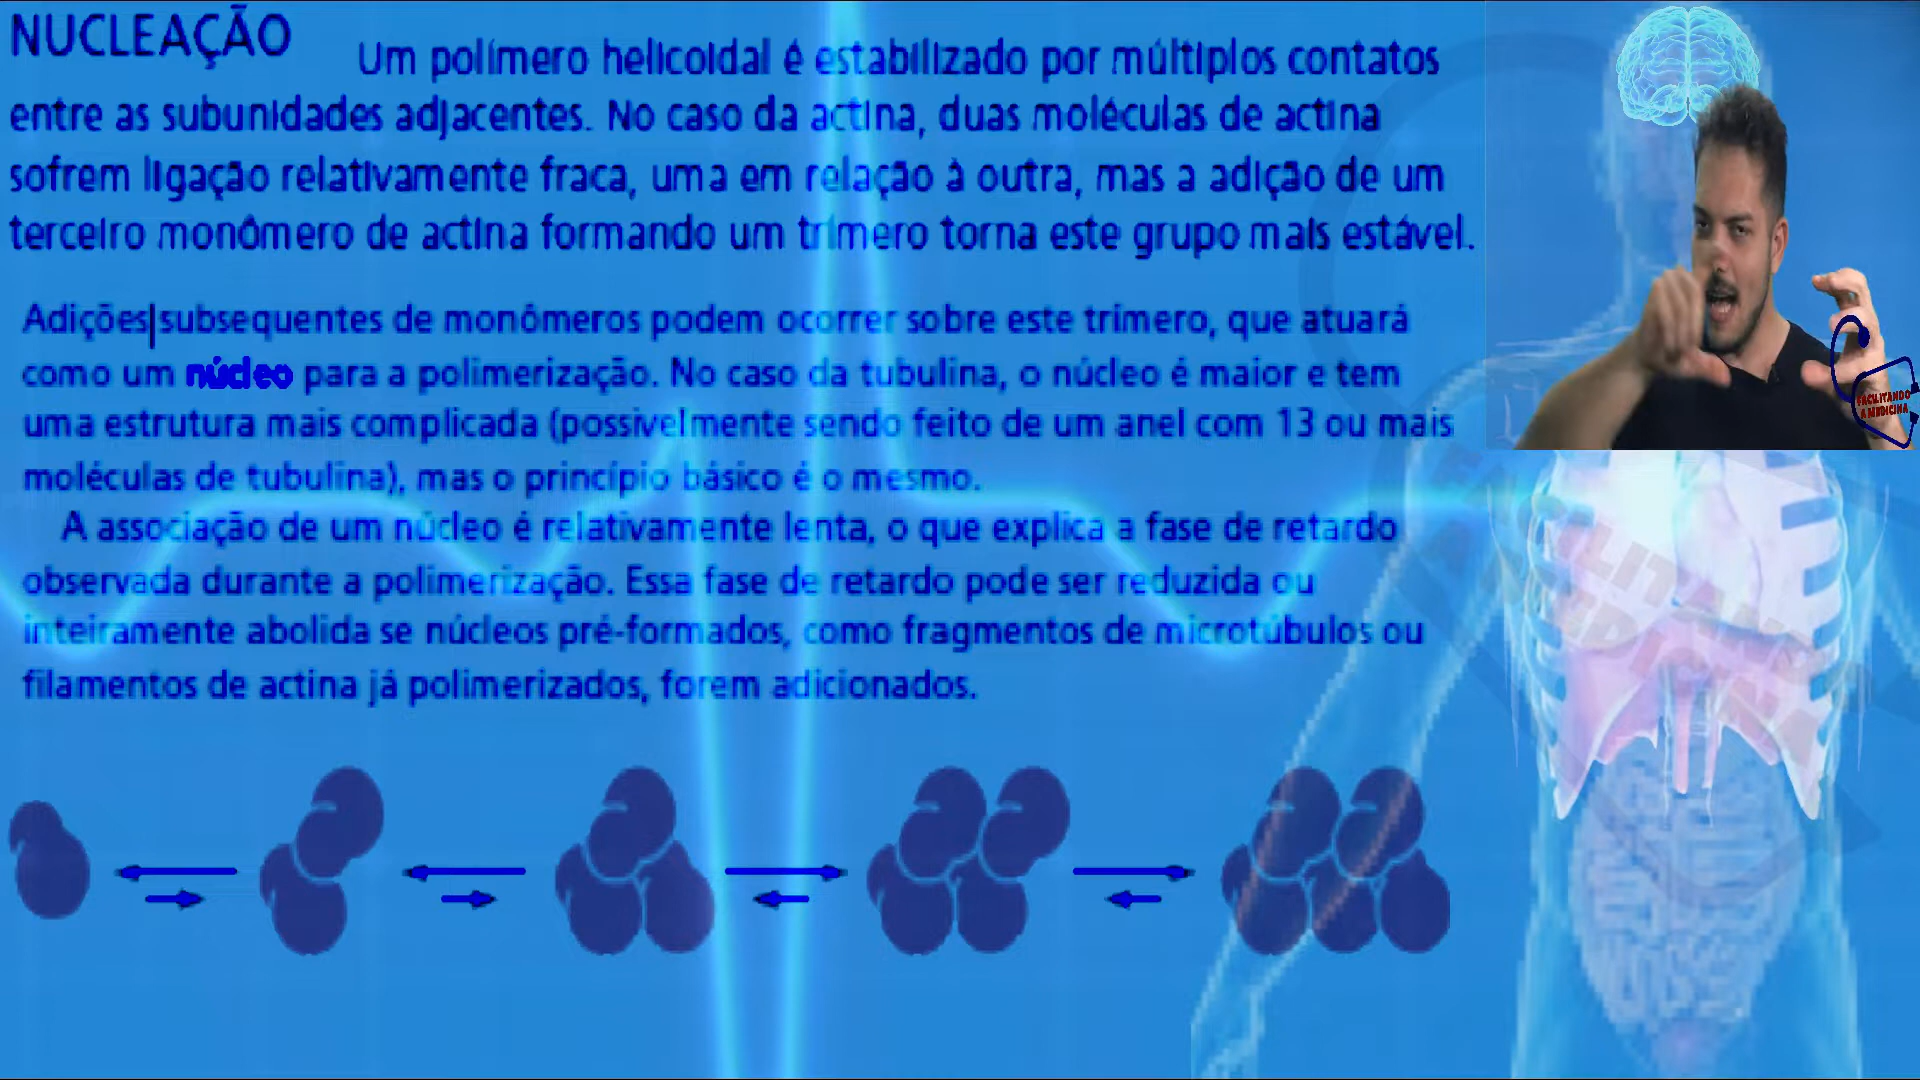 NUCLEAÇÃO
Um polímero helicoidal é estabilizado por múltiplos contatos
entre as subunidades adjacentes. No caso da actina, duas moléculas de actina
sofrem ligação relativamente fraca, uma em relação à outra, mas a adição de um
terceiro monômero de actina formando um trímero torna este grupo mais estável.
Adições subsequentes de monômeros podem ocorrer sobre este trímero, que atuará
como um núcleo para a polimerização. No caso da tubulina, o núcleo é maior e tem
uma estrutura mais complicada (possivelmente sendo feito de um anel com 13 ou mais
moléculas de tubulina), mas o princípio básico é o mesmo.
A associação de um núcleo é relativamente lenta, o que explica a fase de retardo
observada durante a polimerização. Essa fase de retardo pode ser reduzida ou
inteiramente abolida se núcleos pré-formados, como fragmentos de microtúbulos ou
filamentos de actina já polimerizados, forem adicionados.
FACILITANDO
A MEDICINA
FACILITANDO
A MEDICINA